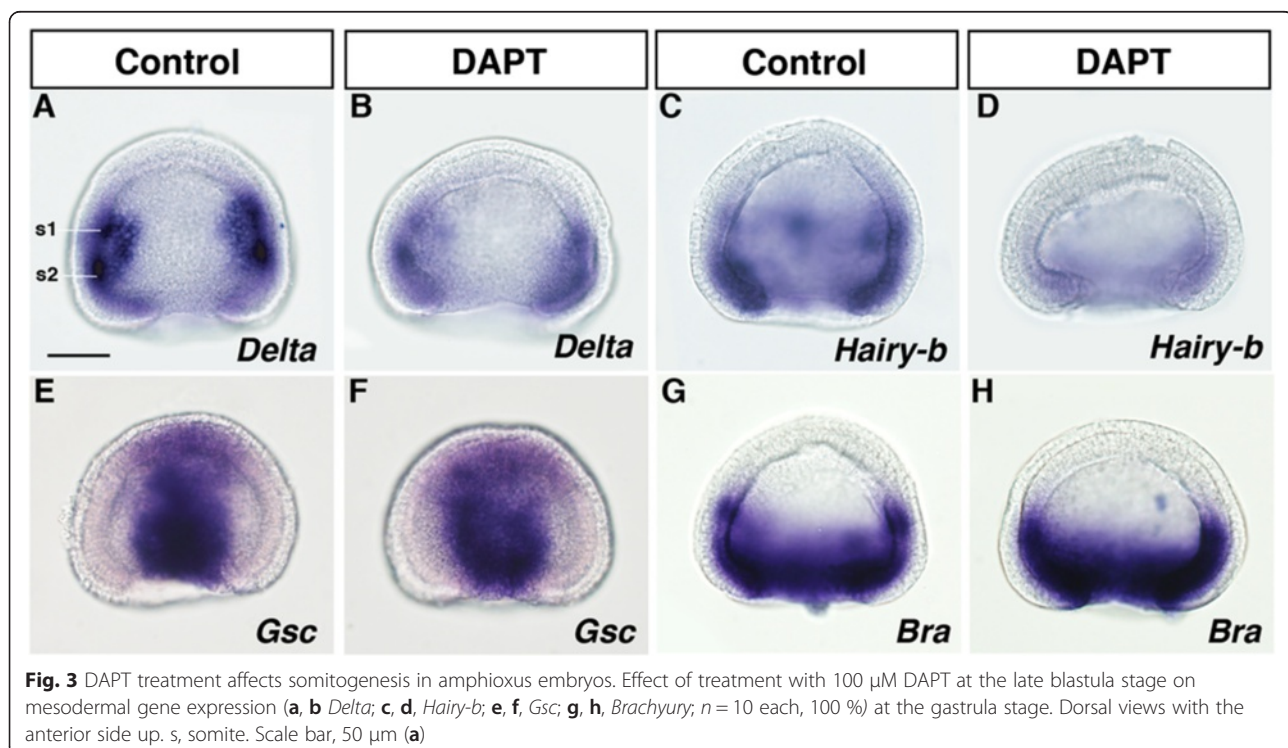 Control
DAPT
Control
DAPT
A
B
C
D
s1
s2
Delta
Delta
Hairy-b
Hairy-b
E
F
G
H
Gsc
Gsc
Bra
Bra
Fig. 3 DAPT treatment affects somitogenesis in amphioxus embryos. Effect of treatment with 100 μM DAPT at the late blastula stage on
mesodermal gene expression (a, b Delta; c, d, Hairy-b; e, f, Gsc; g, h, Brachyury; n = 10 each, 100 %) at the gastrula stage. Dorsal views with the
anterior side up. s, somite. Scale bar, 50 μm (a)